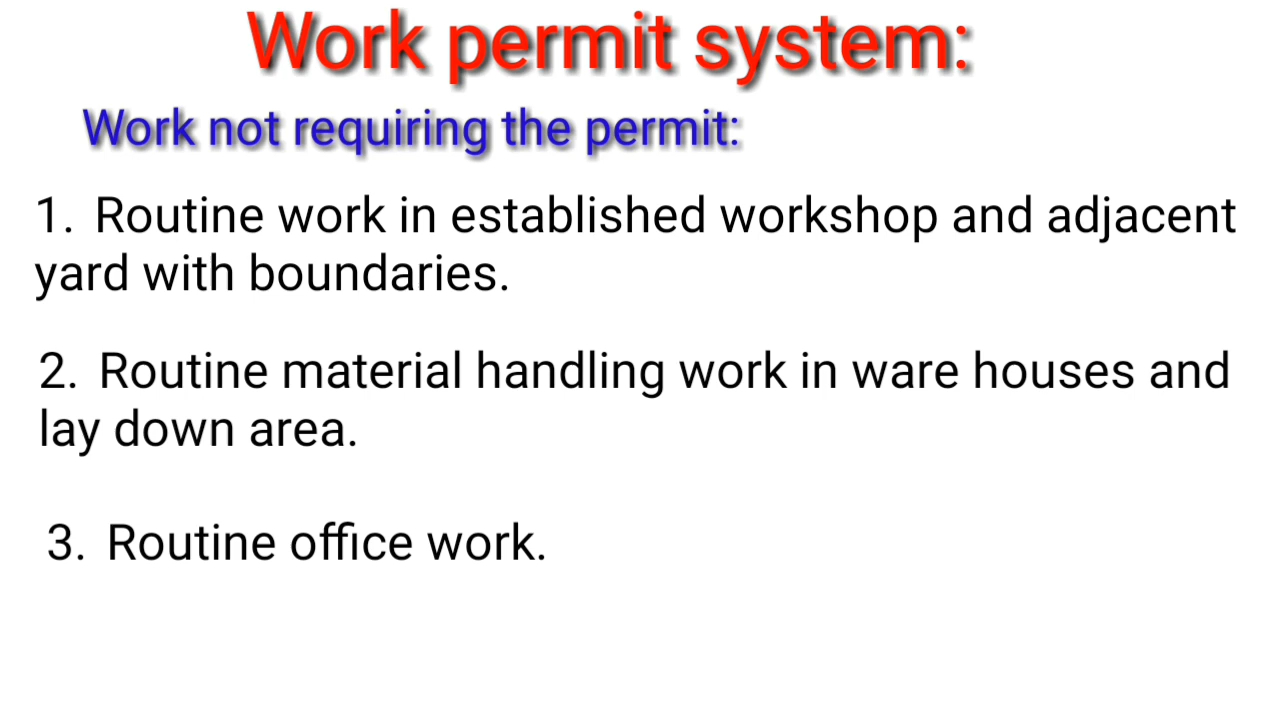 Work permit system:
Work not requiring the permit:
1. Routine work in established workshop and adjacent
yard with boundaries.
2. Routine material handling work in ware houses and
lay down area.
3. Routine office work.